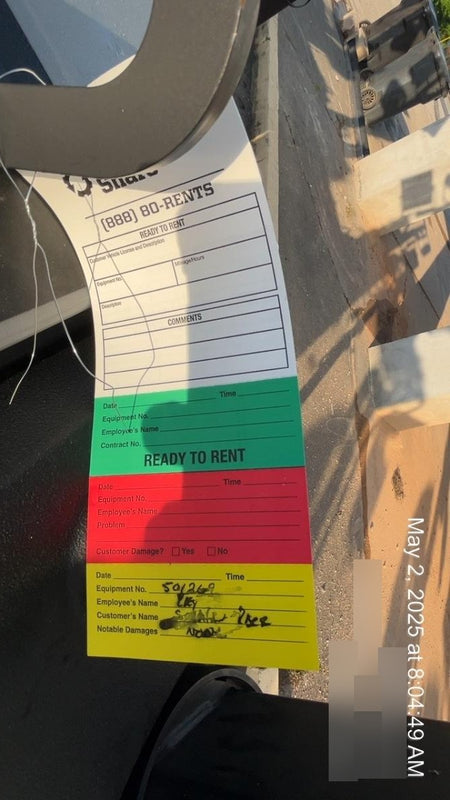 Share
(888) 80-RENTS
READY TO RENT
Customer Vehicle License and Description
Equipment No. Mileage/Hours
Description
COMMENTS
Date Time
Equipment No.
Employee's Name
Contract No.
READY TO RENT
Date Time
Equipment No.
Employee's Name
Problem
Customer Damage? Yes No
Date Time
Equipment No. 501269
Employee's Name
Customer's Name
Notable Damages
May 2, 2025 at 8:04:49 AM